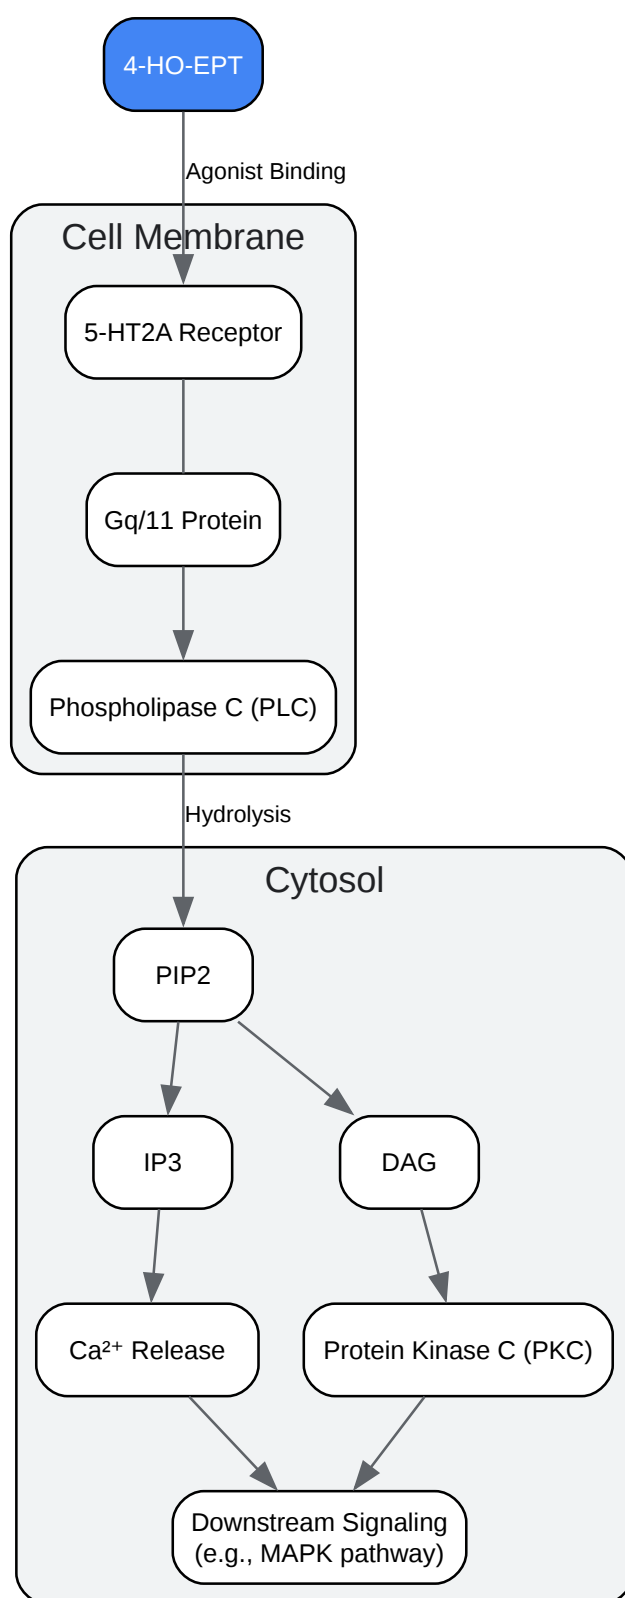 4-HO-EPT
Agonist Binding
Cell Membrane
5-HT2A Receptor
Gq/11 Protein
Phospholipase C (PLC)
Hydrolysis
Cytosol
PIP2
IP3
DAG
Ca²⁺ Release
Protein Kinase C (PKC)
Downstream Signaling
(e.g., MAPK pathway)